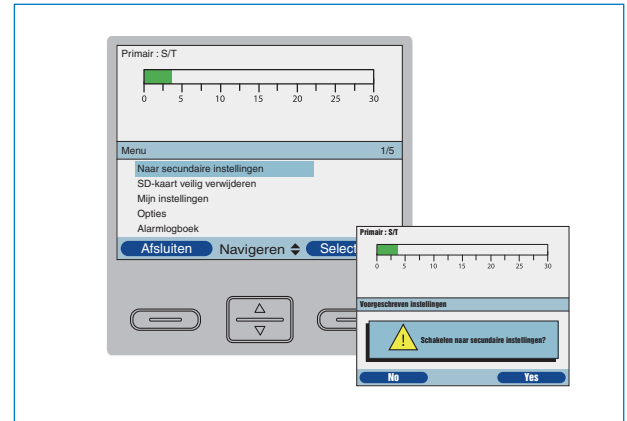 Primair : S/T
0 5 10 15 20 25 30
Menu 1/5
Naar secundaire instellingen
SD-kaart veilig verwijderen
Mijn instellingen
Opties
Alarmlogboek
Afsluiten Navigeren Select
Primair : S/T
0 5 10 15 20 25 30
Voorgeschreven instellingen
! Schakelen naar secundaire instellingen?
No Yes